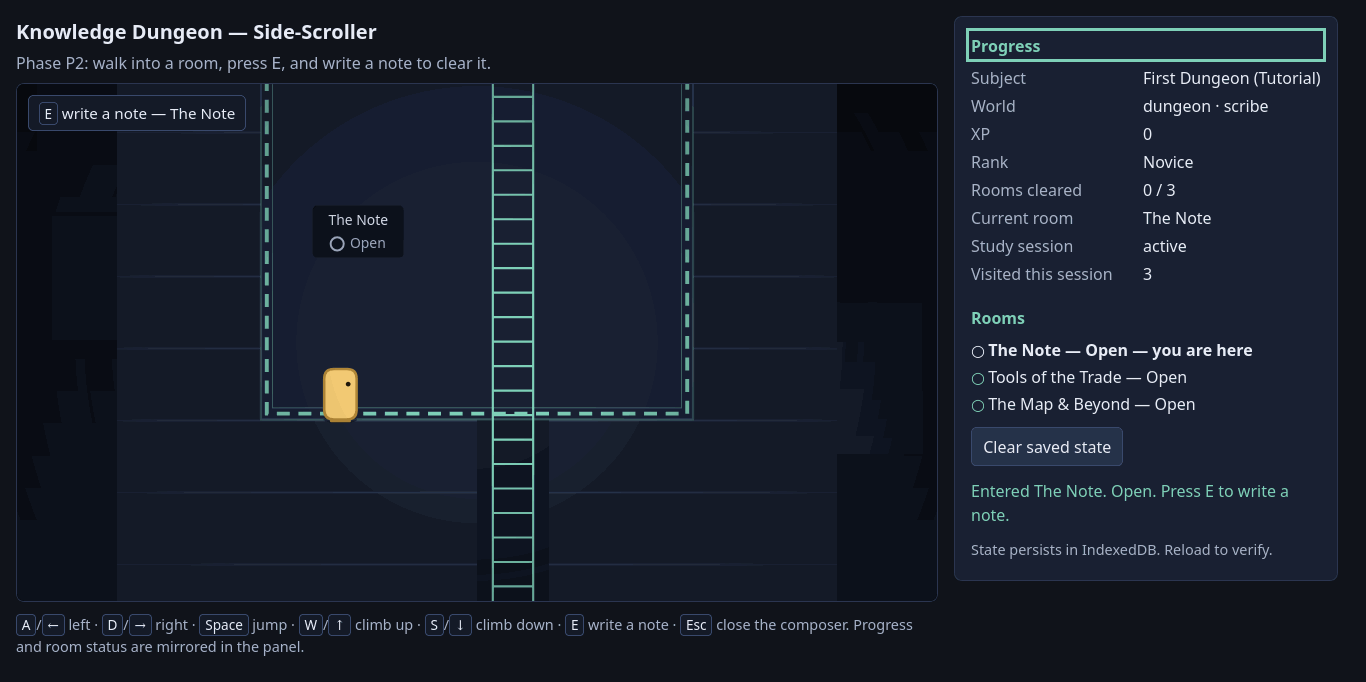 Knowledge Dungeon — Side-Scroller
Phase P2: walk into a room, press E, and write a note to clear it.
E write a note — The Note
The Note
Open
A/← left · D/→ right · Space jump · W/↑ climb up · S/↓ climb down · E write a note · Esc close the composer. Progress
and room status are mirrored in the panel.
Progress
Subject First Dungeon (Tutorial)
World dungeon · scribe
XP 0
Rank Novice
Rooms cleared 0 / 3
Current room The Note
Study session active
Visited this session 3
Rooms
○ The Note — Open — you are here
○ Tools of the Trade — Open
○ The Map & Beyond — Open
Clear saved state
Entered The Note. Open. Press E to write a
note.
State persists in IndexedDB. Reload to verify.